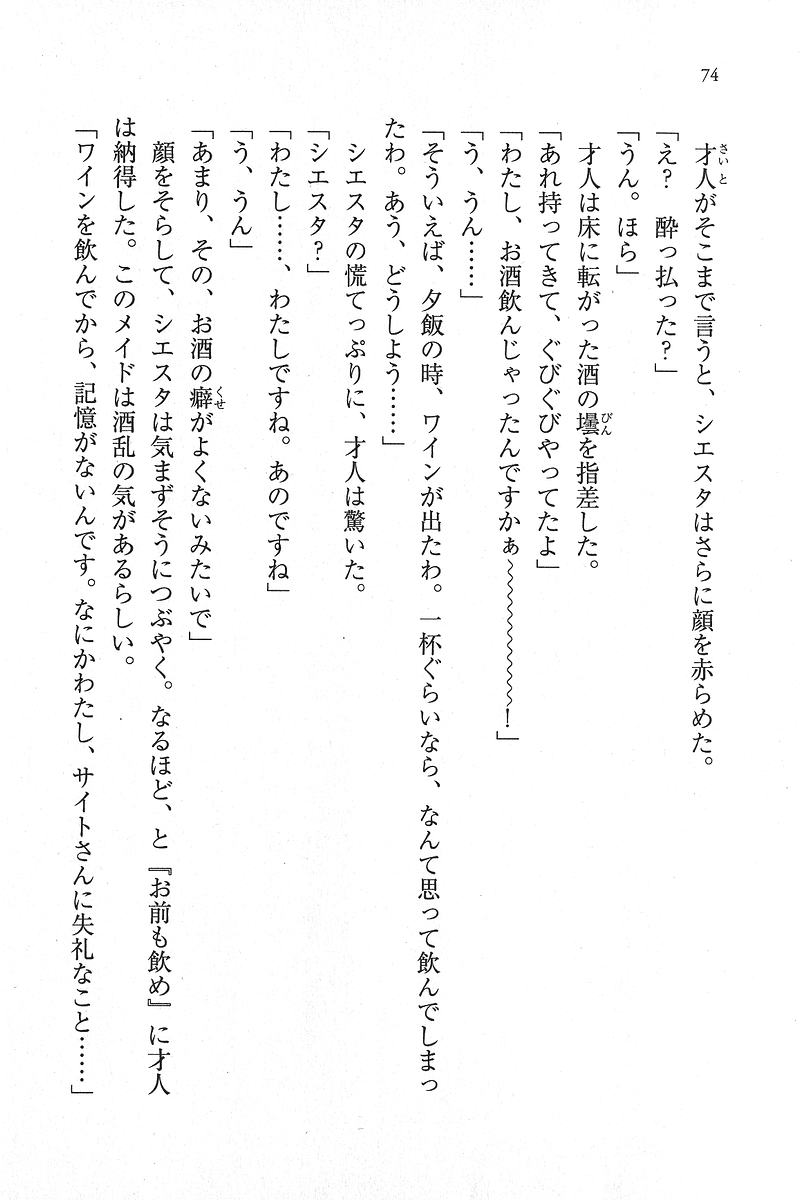 74
才人がそこまで言うと、シエスタはさらに顔を赤らめた。
「え？　酔っ払った？」
「うん。ほら」
才人は床に転がった酒の壜を指差した。
「あれ持ってきて、ぐびぐびやってたよ」
「わたし、お酒飲んじゃったんですかぁ～～～～～～～～！」
「う、うん……」
「そういえば、夕飯の時、ワインが出たわ。一杯ぐらいなら、なんて思って飲んでしまっ
たわ。あう、どうしよう……」
シエスタの慌てっぷりに、才人は驚いた。
「シエスタ？」
「わたし……、わたしですね。あのですね」
「う、うん」
「あまり、その、お酒の癖がよくないみたいで」
顔をそらして、シエスタは気まずそうにつぶやく。なるほど、と『お前も飲め』に才人
は納得した。このメイドは酒乱の気があるらしい。
「ワインを飲んでから、記憶がないんです。なにかわたし、サイトさんに失礼なこと……」